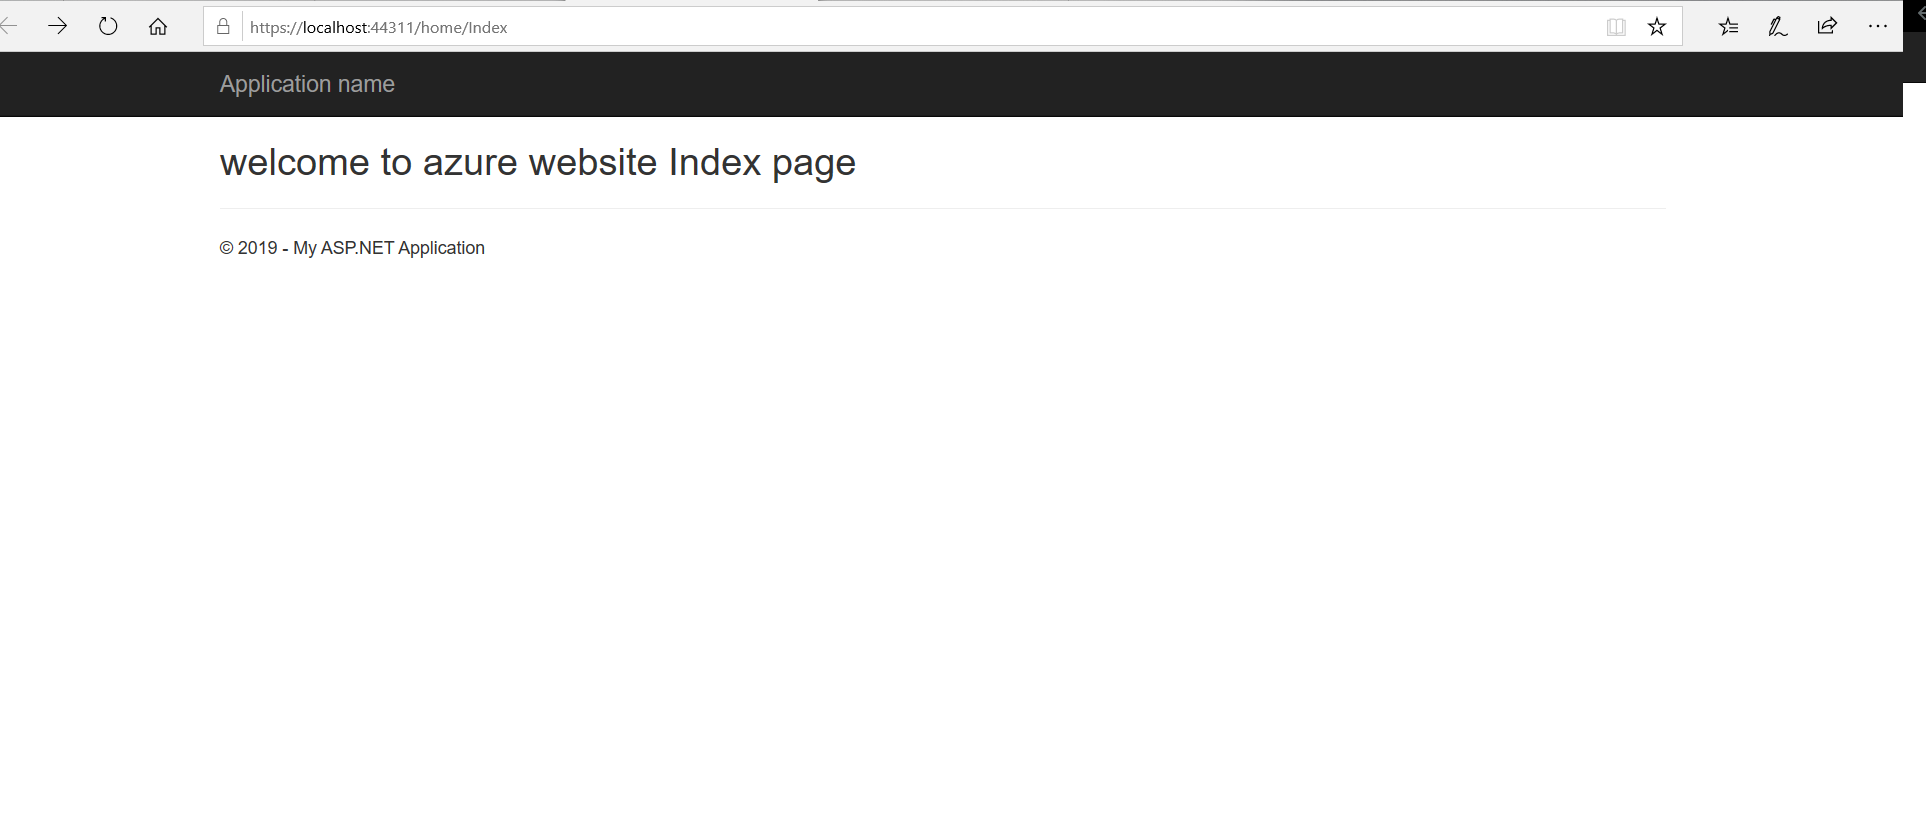 https://localhost:44311/home/Index
Application name
welcome to azure website Index page
© 2019 - My ASP.NET Application